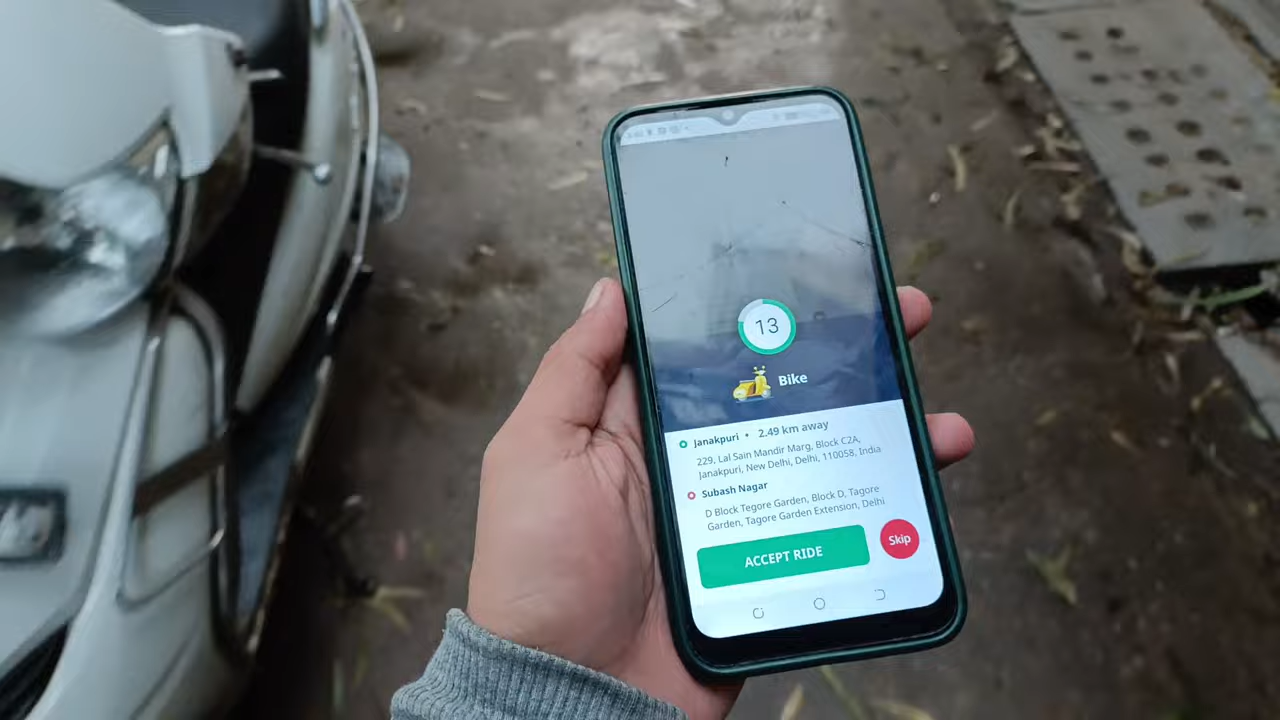 13
Bike
Janakpuri • 2.49 km away
229, Lal Sain Mandir Marg, Block C2A,
Janakpuri, New Delhi, Delhi, 110058, India
Subash Nagar
D Block Tegore Garden, Block D, Tagore
Garden, Tagore Garden Extension, Delhi
ACCEPT RIDE
Skip